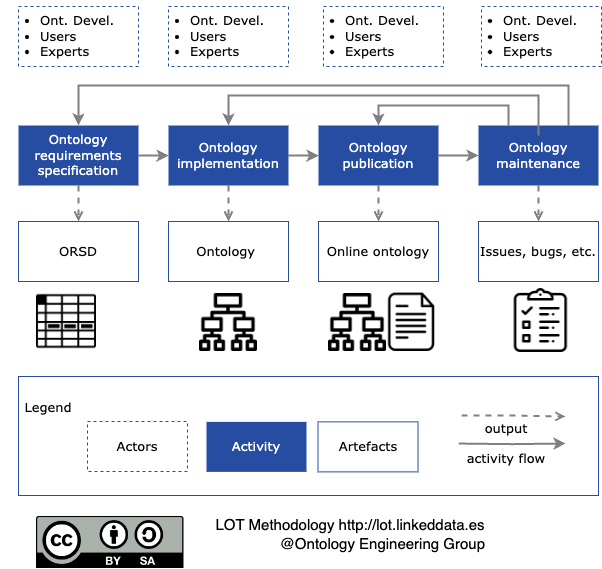 • Ont. Devel.
• Users
• Experts
• Ont. Devel.
• Users
• Experts
• Ont. Devel.
• Users
• Experts
• Ont. Devel.
• Users
• Experts
Ontology
requirements
specification
Ontology
implementation
Ontology
publication
Ontology
maintenance
ORSD
Ontology
Online ontology
Issues, bugs, etc.
Legend
Actors
Activity
Artefacts
output
activity flow
cc
BY SA
LOT Methodology http://lot.linkeddata.es
@Ontology Engineering Group